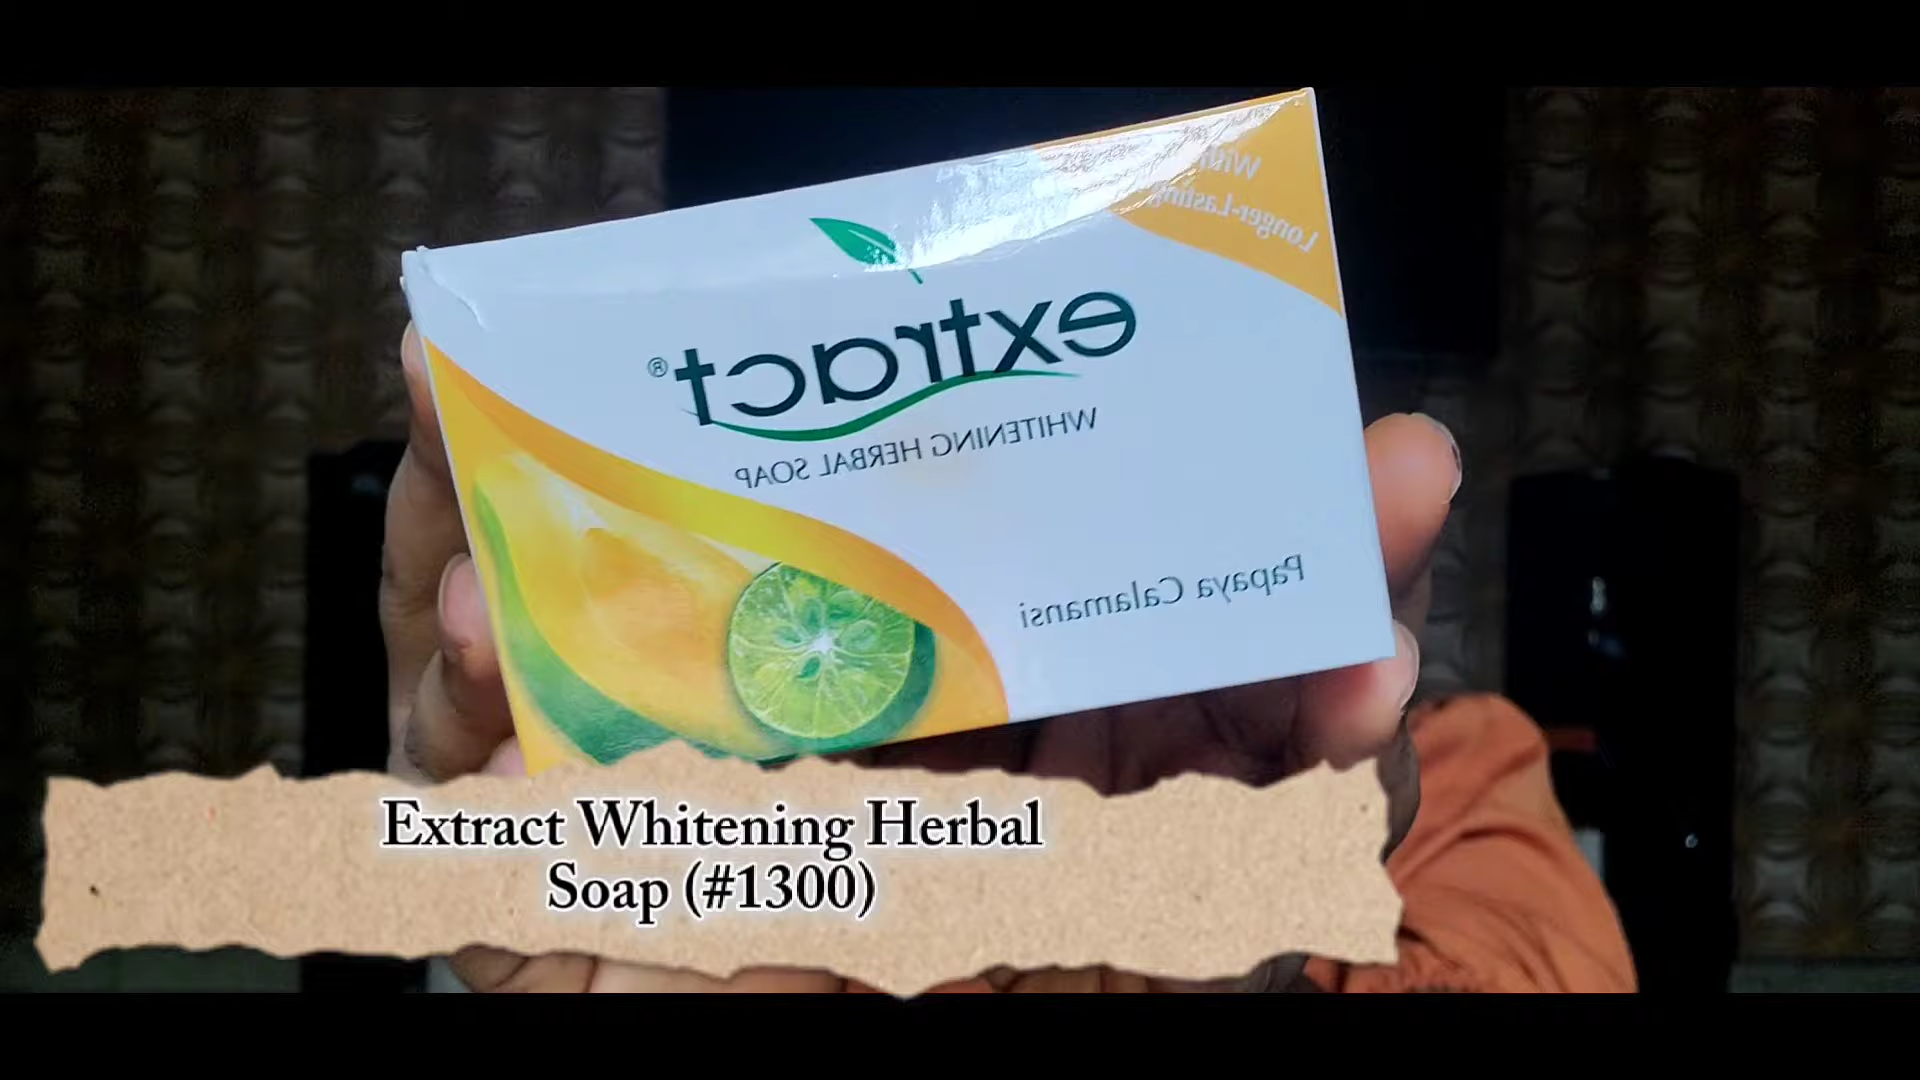 Longer-Lasting
extract®
WHITENING HERBAL SOAP
Papaya Calamansi
Extract Whitening Herbal
Soap (#1300)